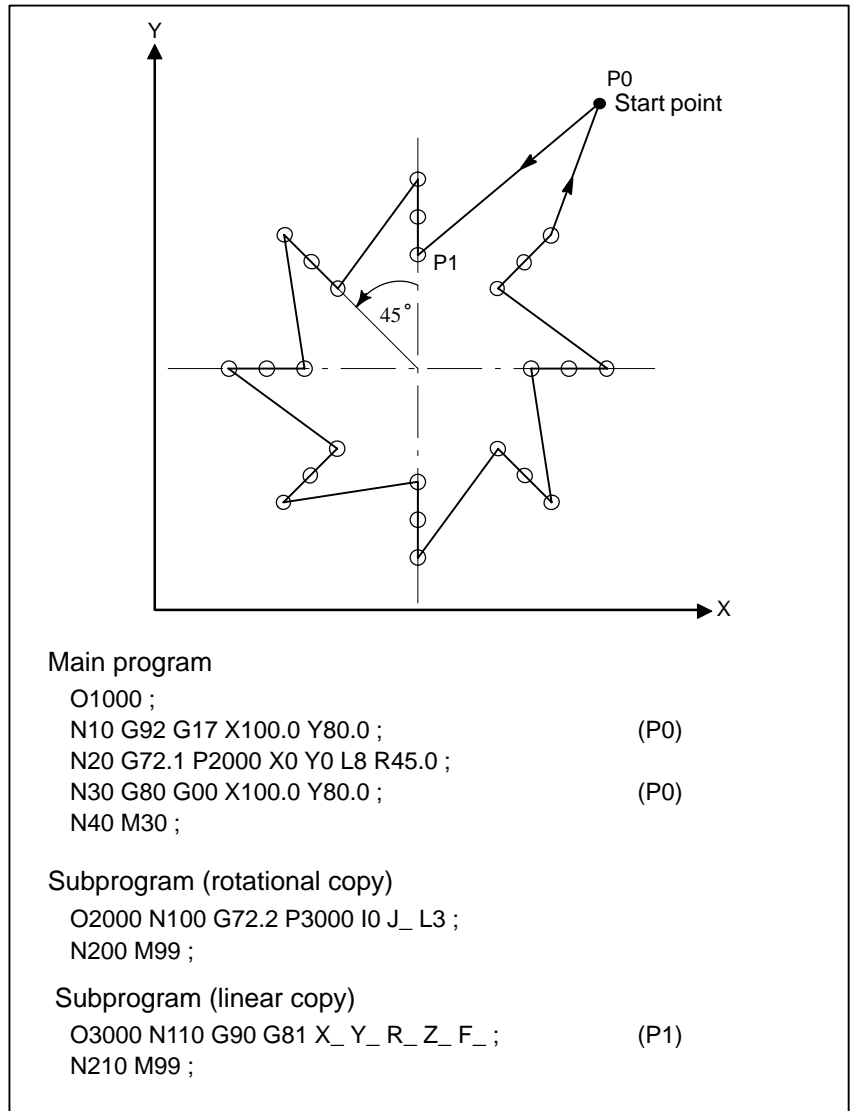 Y
P0
Start point
P1
45°
X
Main program
O1000 ;
N10 G92 G17 X100.0 Y80.0 ; (P0)
N20 G72.1 P2000 X0 Y0 L8 R45.0 ;
N30 G80 G00 X100.0 Y80.0 ; (P0)
N40 M30 ;
Subprogram (rotational copy)
O2000 N100 G72.2 P3000 I0 J_ L3 ;
N200 M99 ;
Subprogram (linear copy)
O3000 N110 G90 G81 X_ Y_ R_ Z_ F_ ; (P1)
N210 M99 ;